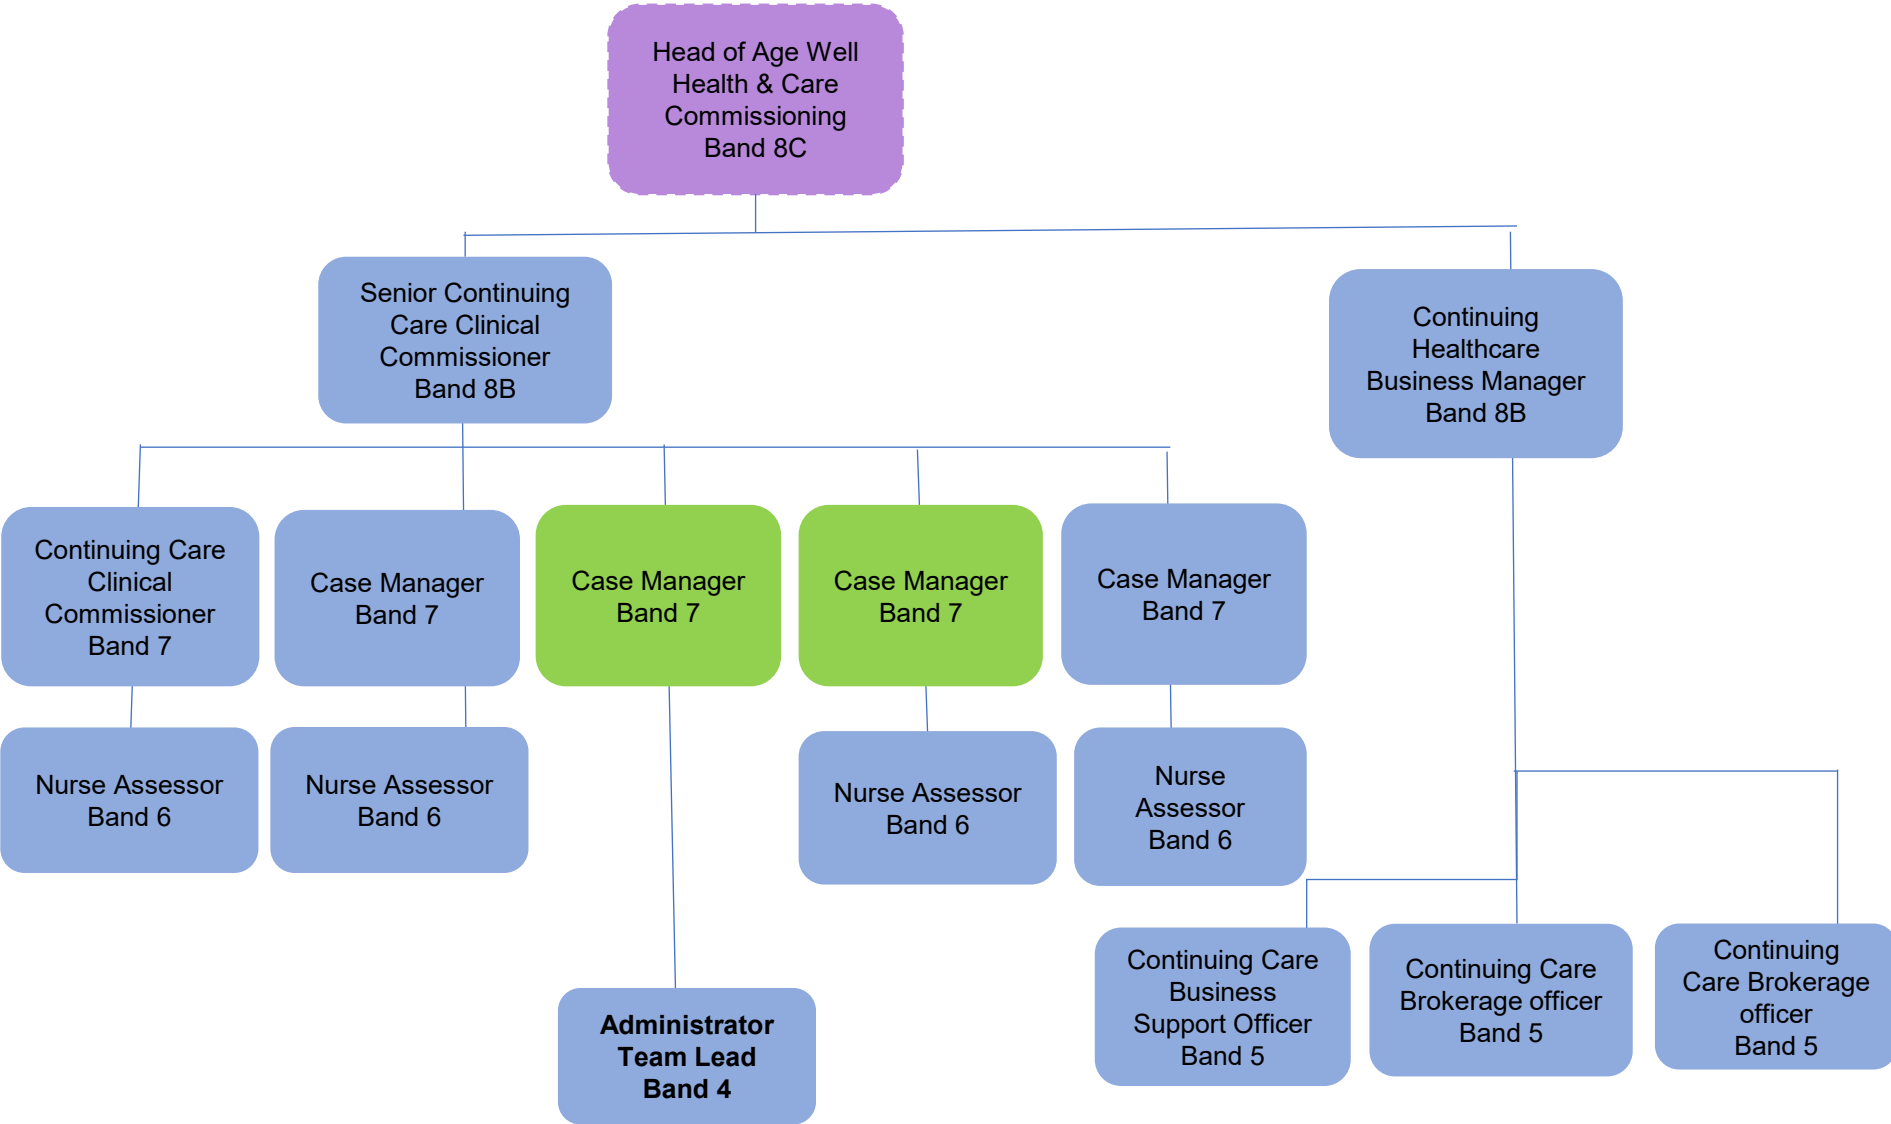 Head of Age Well
Health & Care
Commissioning
Band 8C
Senior Continuing
Care Clinical
Commissioner
Band 8B
Continuing
Healthcare
Business Manager
Band 8B
Continuing Care
Clinical
Commissioner
Band 7
Case Manager
Band 7
Case Manager
Band 7
Case Manager
Band 7
Case Manager
Band 7
Nurse Assessor
Band 6
Nurse Assessor
Band 6
Nurse Assessor
Band 6
Nurse
Assessor
Band 6
Administrator
Team Lead
Band 4
Continuing Care
Business
Support Officer
Band 5
Continuing Care
Brokerage officer
Band 5
Continuing
Care Brokerage
officer
Band 5